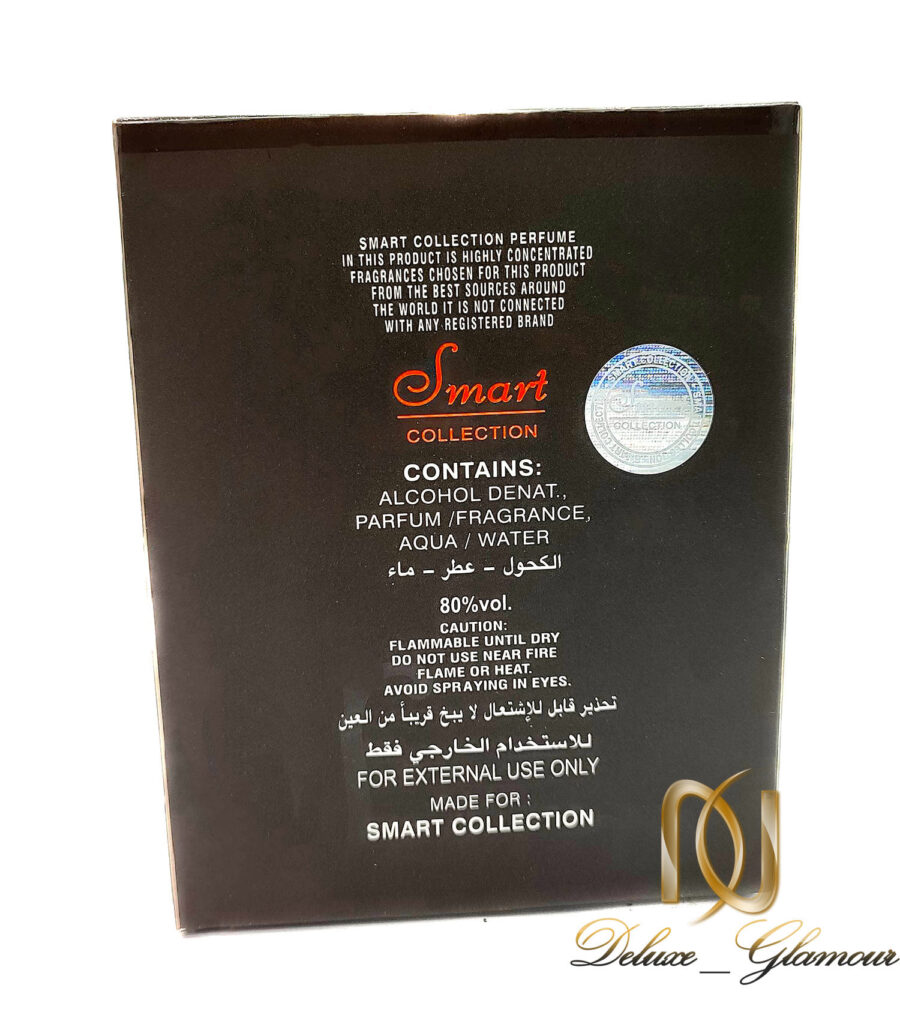 SMART COLLECTION PERFUME
IN THIS PRODUCT IS HIGHLY CONCENTRATED
FRAGRANCES CHOSEN FOR THIS PRODUCT
FROM THE BEST SOURCES AROUND
THE WORLD IT IS NOT CONNECTED
WITH ANY REGISTERED BRAND
Smart
COLLECTION
SMART COLLECTION
COLLECTION
CONTAINS:
ALCOHOL DENAT.,
PARFUM /FRAGRANCE,
AQUA / WATER
الكحول - عطر - ماء
80%vol.
CAUTION:
FLAMMABLE UNTIL DRY
DO NOT USE NEAR FIRE
FLAME OR HEAT.
AVOID SPRAYING IN EYES.
تحذير قابل للإشتعال لا يبخ قريباً من العين
للاستخدام الخارجي فقط
FOR EXTERNAL USE ONLY
MADE FOR :
SMART COLLECTION
Deluxe_Glamour